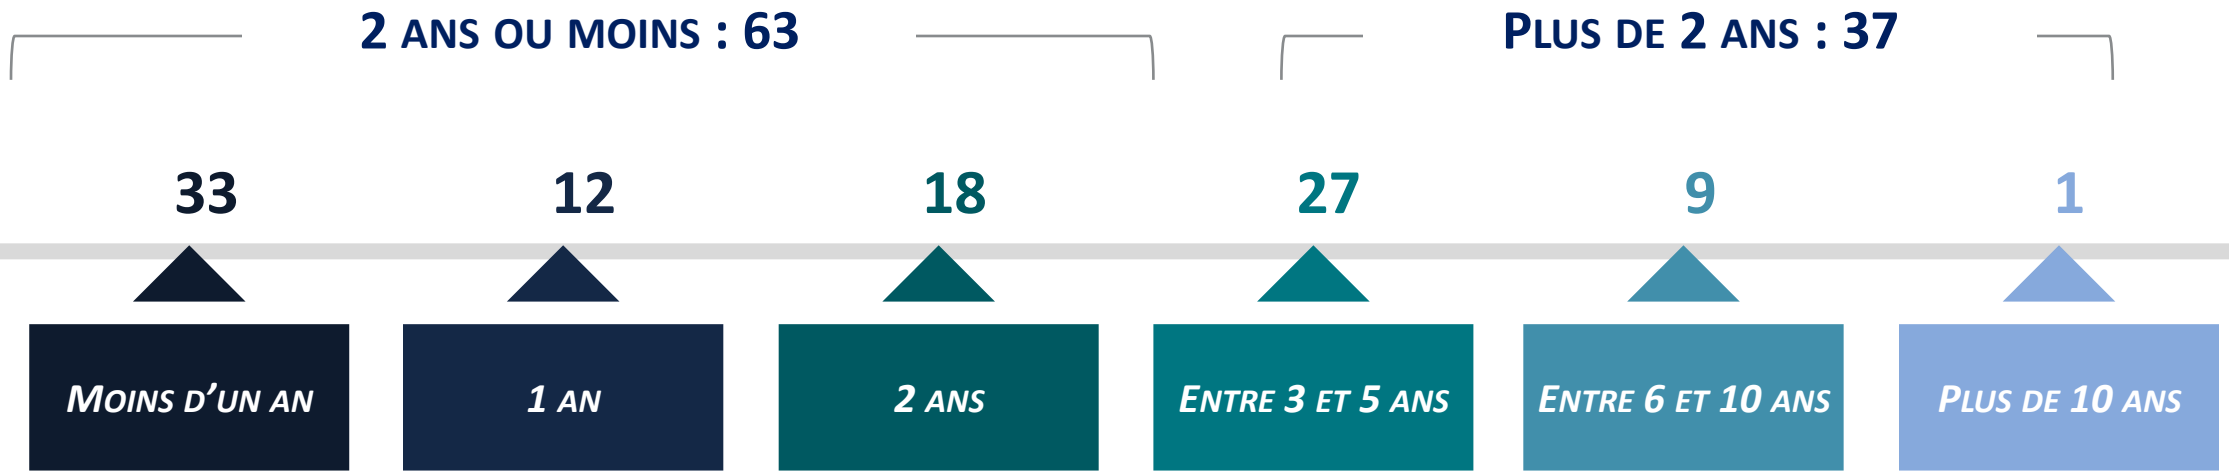 2 ANS OU MOINS : 63
PLUS DE 2 ANS : 37
33
12
18
27
9
1
MOINS D’UN AN
1 AN
2 ANS
ENTRE 3 ET 5 ANS
ENTRE 6 ET 10 ANS
PLUS DE 10 ANS